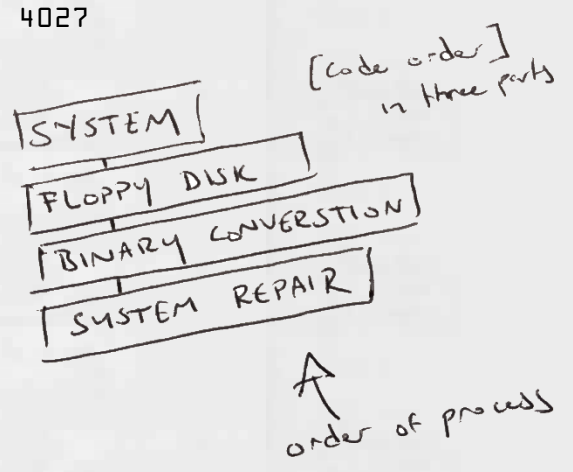 4027
[code order]
in three parts
SYSTEM
FLOPPY DISK
BINARY CONVERSTION
SYSTEM REPAIR
order of process